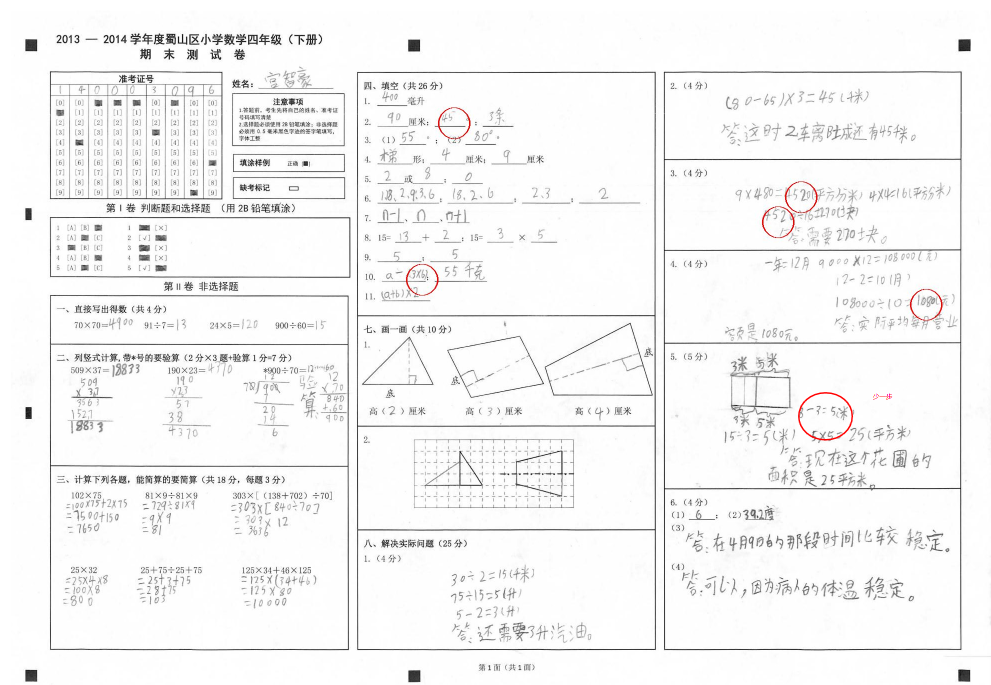 2013 — 2014 学年度蜀山区小学数学四年级（下册）
期 末 测 试 卷
准考证号
1 4 0 0 0 3 0 9 6
[0] [0] [0] [0] [0]
[1] [1] [1] [1] [1] [1] [1] [1]
[2] [2] [2] [2] [2] [2] [2] [2] [2]
[3] [3] [3] [3] [3] [3] [3] [3]
[4] [4] [4] [4] [4] [4] [4] [4]
[5] [5] [5] [5] [5] [5] [5] [5] [5]
[6] [6] [6] [6] [6] [6] [6] [6]
[7] [7] [7] [7] [7] [7] [7] [7] [7]
[8] [8] [8] [8] [8] [8] [8] [8] [8]
[9] [9] [9] [9] [9] [9] [9] [9]
姓名：宫智豪
注意事项
1.答题前，考生先将自己的姓名、准考证号码填写清楚
2.选择题必须使用2B铅笔填涂；非选择题必须用0.5毫米黑色字迹的签字笔填写，字体工整
填涂样例 正确
缺考标记
第Ⅰ卷 判断题和选择题 （用2B铅笔填涂）
1 [A] [B] 1 [×]
2 [A] [C] 2 [√]
3 [B] [C] 3 [×]
4 [A] [C] 4 [×]
5 [A] [C] 5 [√]
第Ⅱ卷 非选择题
一、直接写出得数（共4分）
70×70=4900 91÷7=13 24×5=120 900÷60=15
二、列竖式计算,带*号的要验算（2分×3题+验算1分=7分）
509×37=18833 190×23=4370 *900÷70=12……60
509
× 37
3563
1527
18833
190
×23
57
38
4370
12
900
7
20
14
6
验算：
12
× 70
840
+ 60
900
三、计算下列各题，能简便的要简算（共18分，每题3分）
102×75 81×9÷81×9 303×[（138+702）÷70]
=100×75+2×75 =729÷81×9 =303×[840÷70]
=7500+150 =9×9 =303×12
=7650 =81 =3636
25×32 25+75÷25+75 125×34+46×125
=25×4×8 =25+3+75 =125×(34+46)
=100×8 =28+75 =125×80
=800 =103 =10000
四、填空（共26分）
1. 400 毫升
2. 90 厘米； 45 ； 5条
3. （1）55°；（2）80°
4. 梯 形； 4 厘米； 9 厘米
5. 2 或 8 ； 0
6. 18.2.9.3.6 ； 18.2.6 ； 2.3 ； 2
7. n-1、n、n+1
8. 15= 13 + 2 ；15= 3 × 5
9. 5 ； 5
10. a-(3×6) 55千克
11. (a+b)×2
七、画一画（共10分）
1.
底 底 底
高（2）厘米 高（3）厘米 高（4）厘米
2.
八、解决实际问题（25分）
1.（4分）
30÷2=15(千米)
75÷15=5(升)
5-2=3(升)
答：还需要3升汽油。
2.（4分）
(80-65)×3=45(千米)
答：这时乙车离吐城还有45千米。
3.（4分）
9×480=4520(平方分米) 4×4=16(平方分米)
4520÷16=270(块)
答：需要270块。
4.（4分）
一年=12月 9000×12=108000(元)
12-2=10(月)
108000÷10=1080(元)
答：实际平均每月营业
额是1080元。
5.（5分）
3米 5米
3米 5米
少一步
8-3=5(米)
15÷3=5(米) 5×5=25(平方米)
答：现在这个花圃的
面积是25平方米。
6.（4分）
（1）6 ；（2）39.2度
（3）
答：在4月9日的那段时间比较稳定。
（4）
答：可以，因为病人的体温稳定。
第1面（共1面）